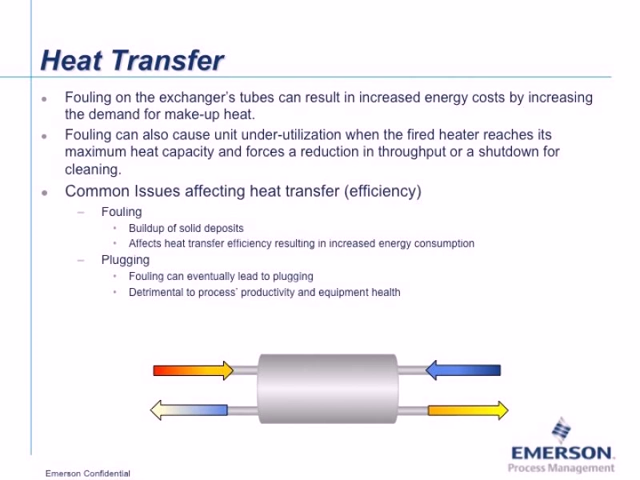 Heat Transfer
Fouling on the exchanger's tubes can result in increased energy costs by increasing
the demand for make-up heat.
Fouling can also cause unit under-utilization when the fired heater reaches its
maximum heat capacity and forces a reduction in throughput or a shutdown for
cleaning.
Common Issues affecting heat transfer (efficiency)
– Fouling
Buildup of solid deposits
Affects heat transfer efficiency resulting in increased energy consumption
– Plugging
Fouling can eventually lead to plugging
Detrimental to process' productivity and equipment health
EMERSON
Process Management
Emerson Confidential